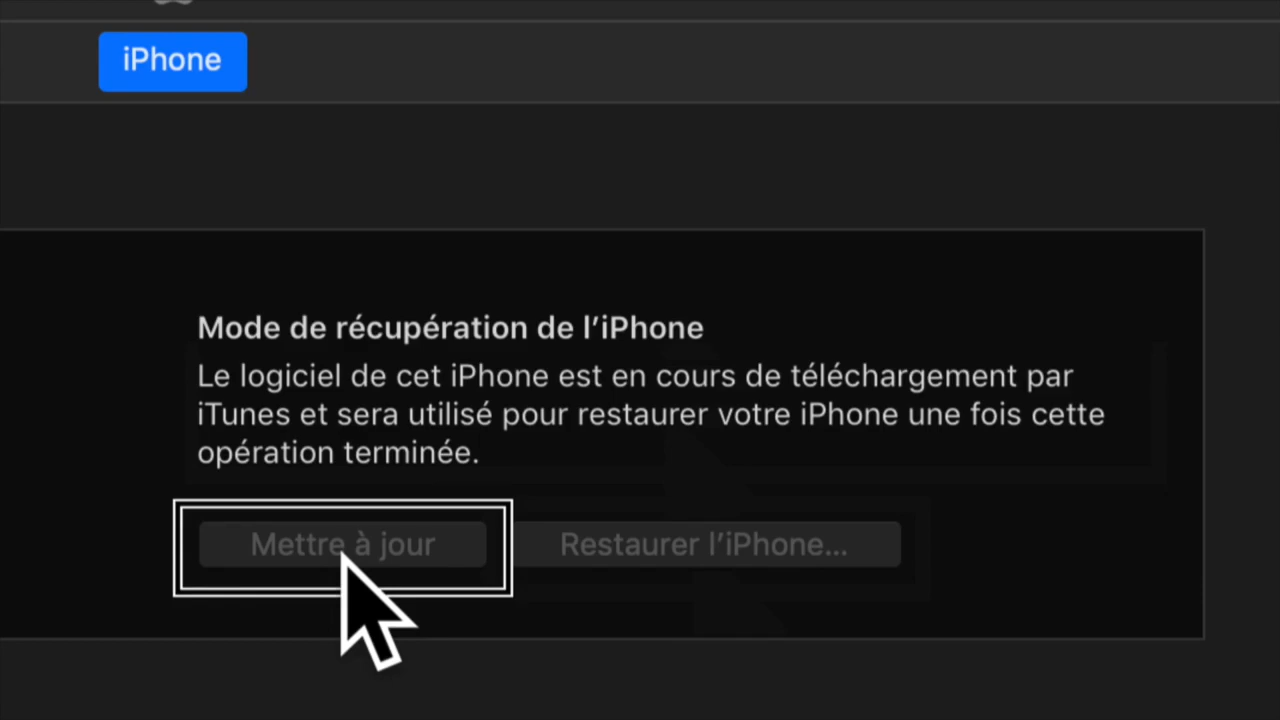 iPhone
Mode de récupération de l’iPhone
Le logiciel de cet iPhone est en cours de téléchargement par
iTunes et sera utilisé pour restaurer votre iPhone une fois cette
opération terminée.
Mettre à jour
Restaurer l’iPhone...